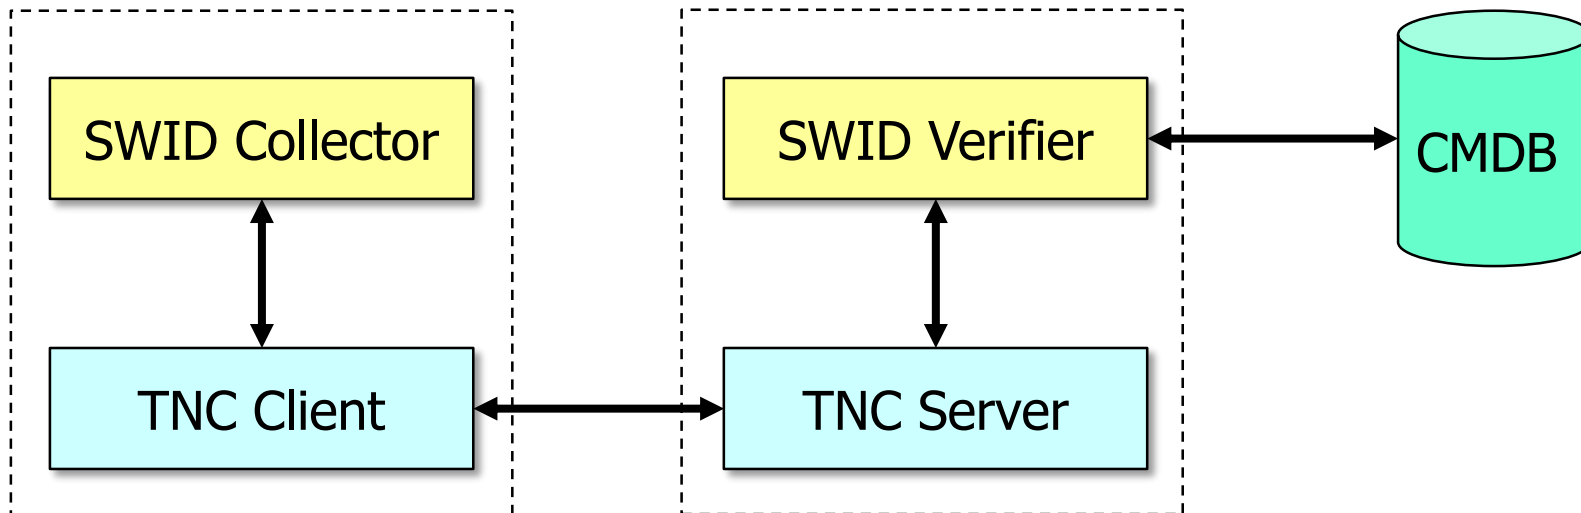 SWID Collector
SWID Verifier
CMDB
TNC Client
TNC Server